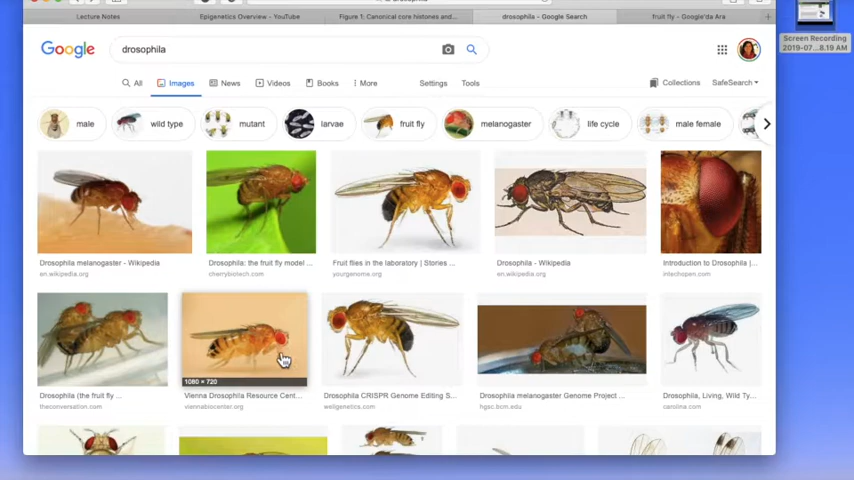 Lecture Notes
Epigenetics Overview - YouTube
Figure 1: Canonical core histones and...
drosophila - Google Search
fruit fly - Google'da Ara
Screen Recording
2019-07...8.19 AM
Google
drosophila
All
Images
News
Videos
Books
More
Settings
Tools
Collections
SafeSearch
male
wild type
mutant
larvae
fruit fly
melanogaster
life cycle
male female
Drosophila melanogaster - Wikipedia
en.wikipedia.org
Drosophila: the fruit fly model ...
cherrybiotech.com
Fruit flies in the laboratory | Stories ...
yourgenome.org
Drosophila - Wikipedia
en.wikipedia.org
Introduction to Drosophila |...
intechopen.com
1080 × 720
Drosophila (the fruit fly ...
theconversation.com
Vienna Drosophila Resource Cent...
viennabiocenter.org
Drosophila CRISPR Genome Editing S...
wellgenetics.com
Drosophila melanogaster Genome Project ...
hgsc.bcm.edu
Drosophila, Living, Wild Ty...
carolina.com